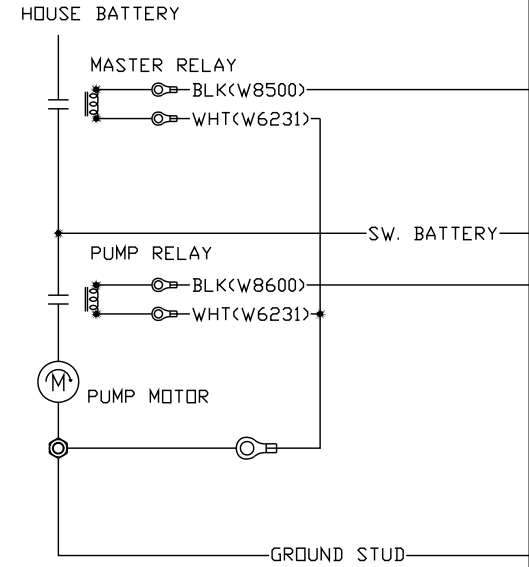 HOUSE BATTERY
MASTER RELAY
BLK(W8500)
WHT(W6231)
SW. BATTERY
PUMP RELAY
BLK(W8600)
WHT(W6231)
M
PUMP MOTOR
GROUND STUD